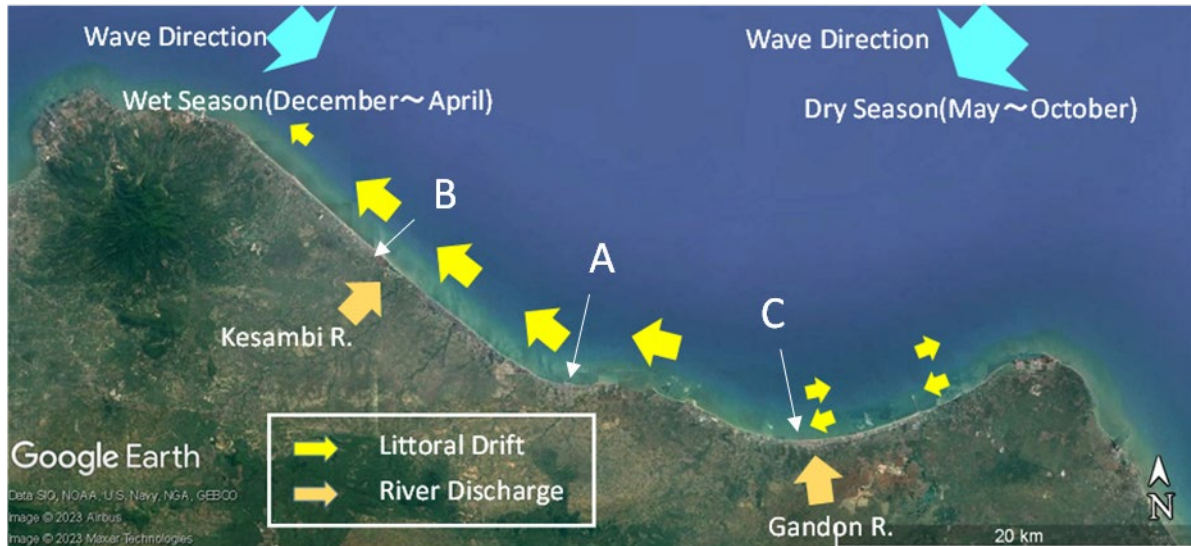 Wave Direction
Wave Direction
Wet Season(December～April)
Dry Season(May～October)
B
A
C
Kesambi R.
Littoral Drift
River Discharge
Gandon R.
Google Earth
Data SIO, NOAA, U.S. Navy, NGA, GEBCO
Image © 2023 Airbus
Image © 2023 Maxar Technologies
20 km
N